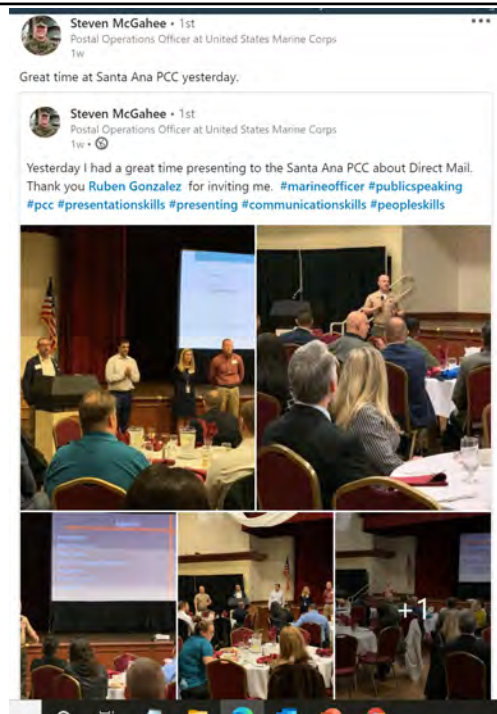 Steven McGahee • 1st
Postal Operations Officer at United States Marine Corps
1w
Great time at Santa Ana PCC yesterday.
Steven McGahee • 1st
Postal Operations Officer at United States Marine Corps
1w •
Yesterday I had a great time presenting to the Santa Ana PCC about Direct Mail.
Thank you Ruben Gonzalez for inviting me. #marineofficer #publicspeaking
#pcc #presentationskills #presenting #communicationskills #peopleskills
+1